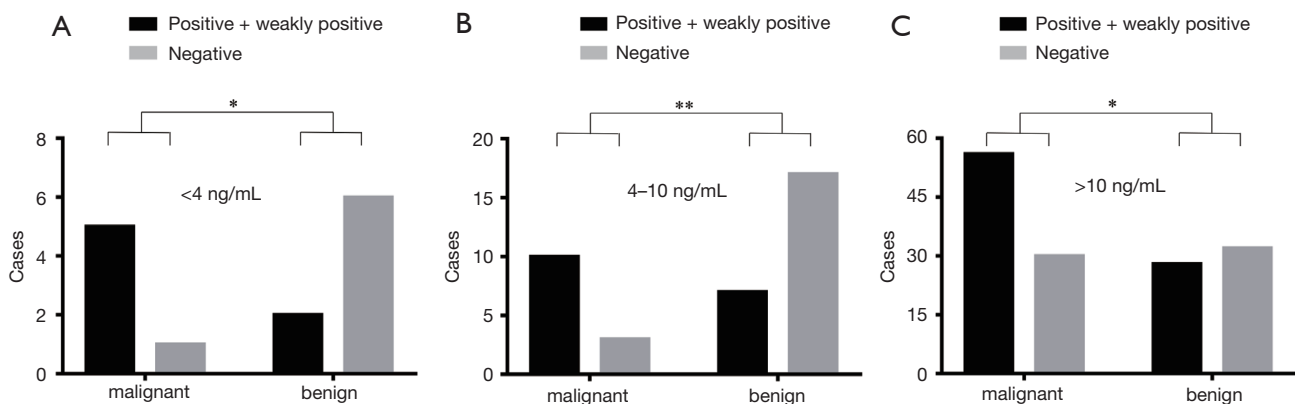 A
Positive + weakly positive
Negative
*
8
6
4
2
0
Cases
<4 ng/mL
malignant
benign
B
Positive + weakly positive
Negative
**
20
15
10
5
0
Cases
4–10 ng/mL
malignant
benign
C
Positive + weakly positive
Negative
*
60
45
30
15
0
Cases
>10 ng/mL
malignant
benign